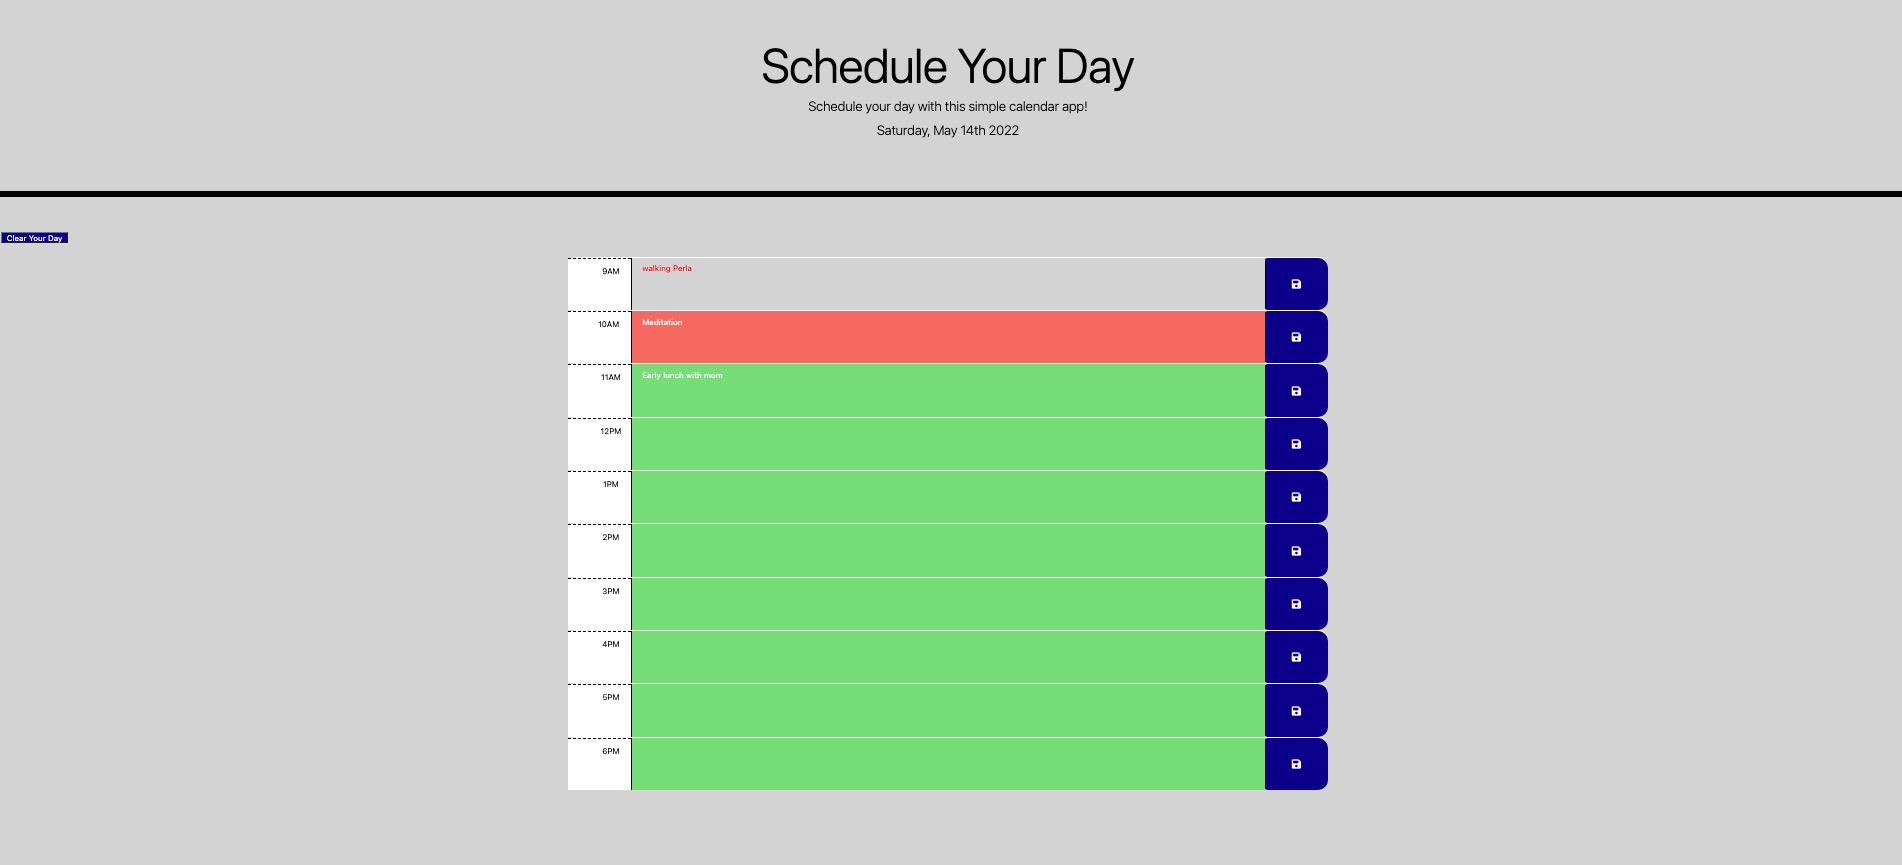 Schedule Your Day
Schedule your day with this simple calendar app!
Saturday, May 14th 2022
Clear Your Day
9AM walking Perla
10AM Meditation
11AM Early lunch with mom
12PM
1PM
2PM
3PM
4PM
5PM
6PM